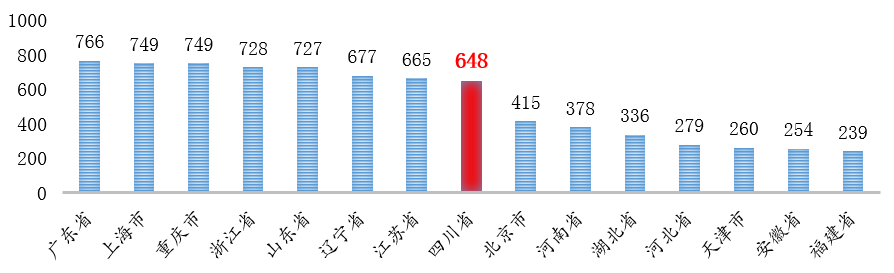 1000
800
600
400
200
0
766
749
749
728
727
677
665
648
415
378
336
279
260
254
239
广东省
上海市
重庆市
浙江省
山东省
辽宁省
江苏省
四川省
北京市
河南省
湖北省
河北省
天津市
安徽省
福建省